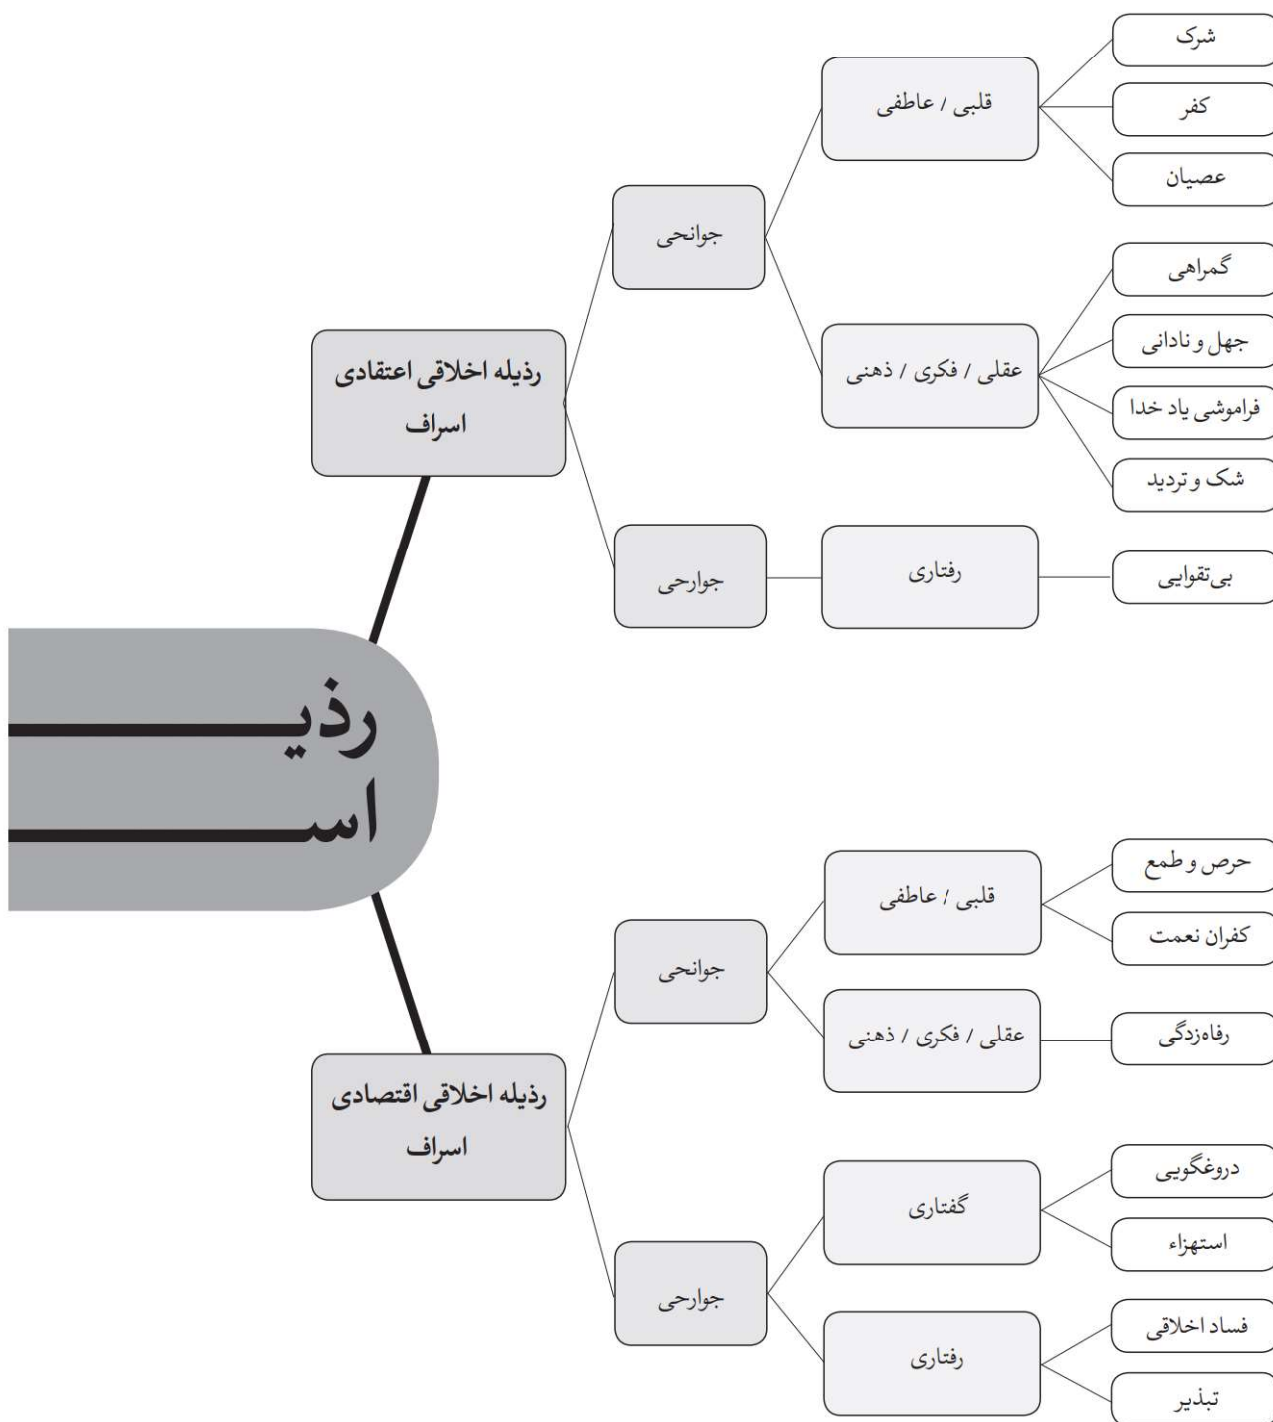 شرک
قلبی / عاطفی
کفر
عصیان
جوانحی
گمراهی
جهل و نادانی
عقلی / فکری / ذهنی
فراموشی یاد خدا
شک و تردید
رذیله اخلاقی اعتقادی
اسراف
جوارحی
رفتاری
بی‌تقوایی
رذیـ
اسـ
حرص و طمع
قلبی / عاطفی
کفران نعمت
جوانحی
عقلی / فکری / ذهنی
رفاه‌زدگی
رذیله اخلاقی اقتصادی
اسراف
دروغگویی
گفتاری
استهزاء
جوارحی
فساد اخلاقی
رفتاری
تبذیر